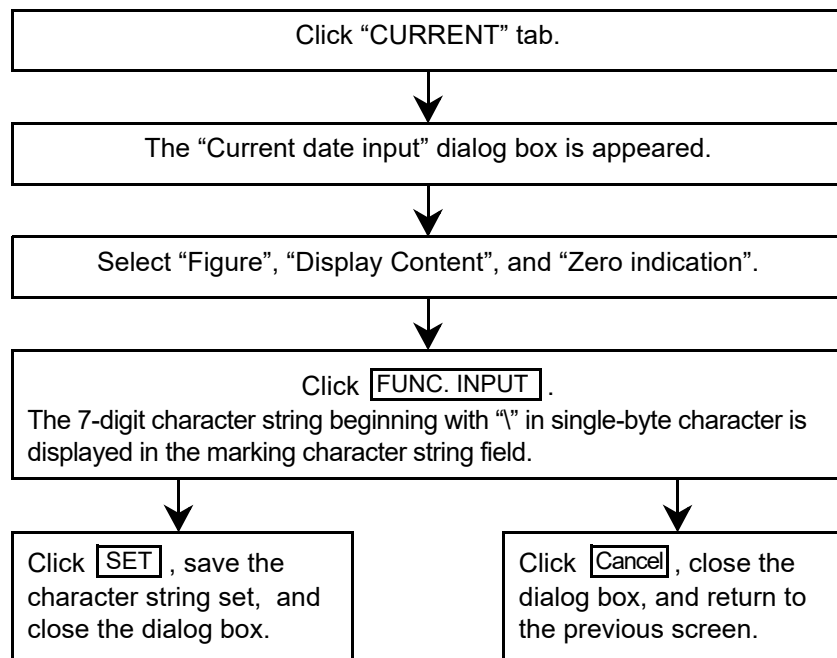 Click “CURRENT” tab.
The “Current date input” dialog box is appeared.
Select “Figure”, “Display Content”, and “Zero indication”.
Click FUNC. INPUT .
The 7-digit character string beginning with “\” in single-byte character is
displayed in the marking character string field.
Click SET , save the
character string set, and
close the dialog box.
Click Cancel , close the
dialog box, and return to
the previous screen.